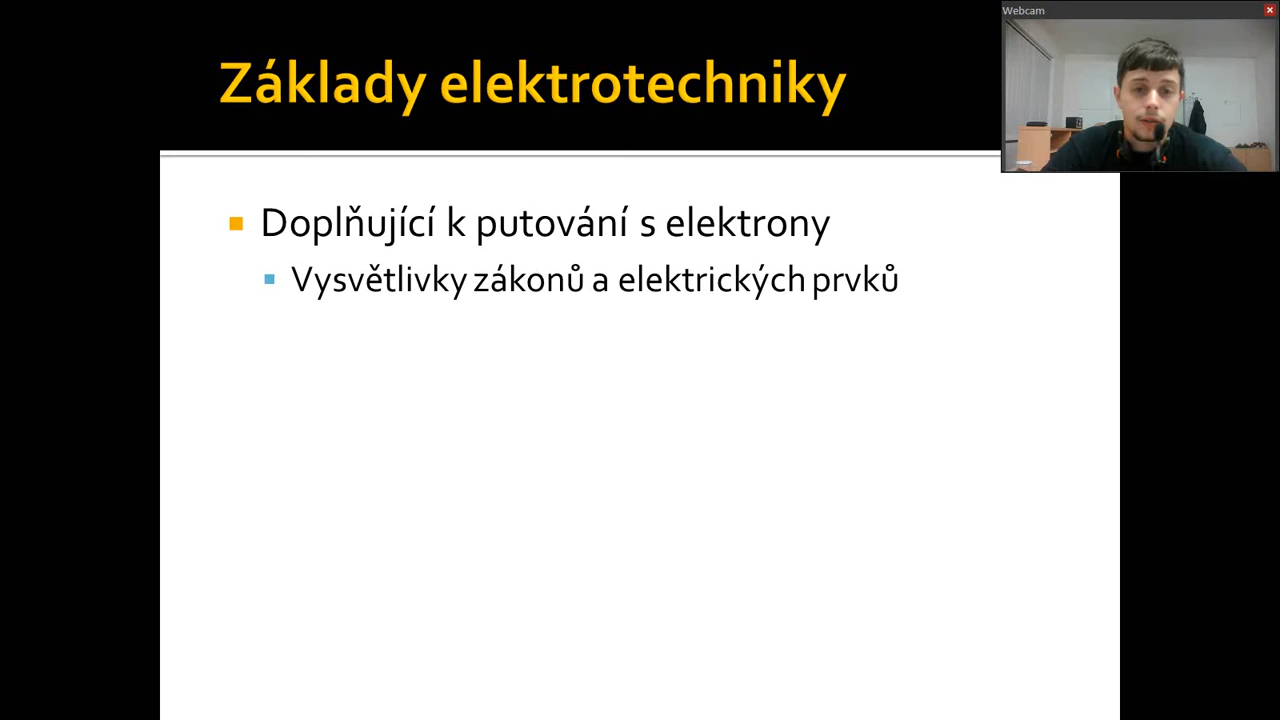 Webcam
Základy elektrotechniky
Doplňující k putování s elektrony
Vysvětlivky zákonů a elektrických prvků